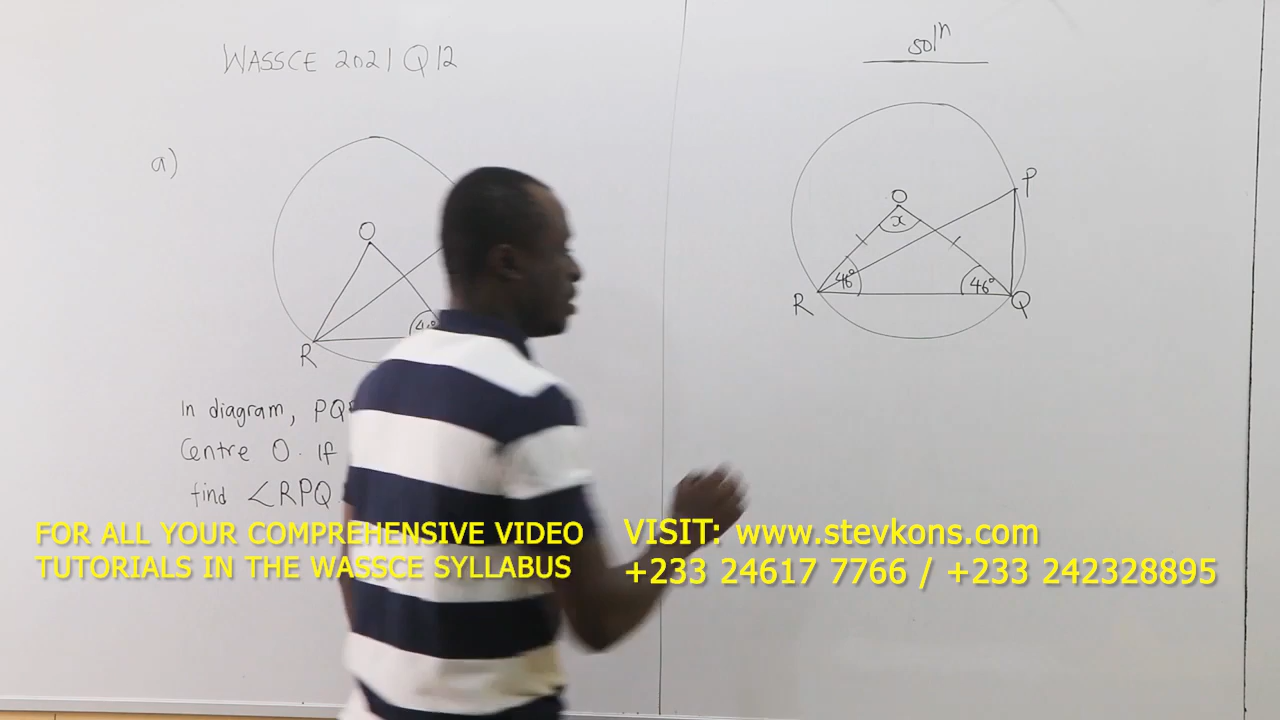 WASSCE 2021 Q12
a)
O
R
In diagram, PQ
Centre O. If
find ∠RPQ
solⁿ
O
x
P
46°
46°
R
Q
FOR ALL YOUR COMPREHENSIVE VIDEO
TUTORIALS IN THE WASSCE SYLLABUS
VISIT: www.stevkons.com
+233 24617 7766 / +233 242328895